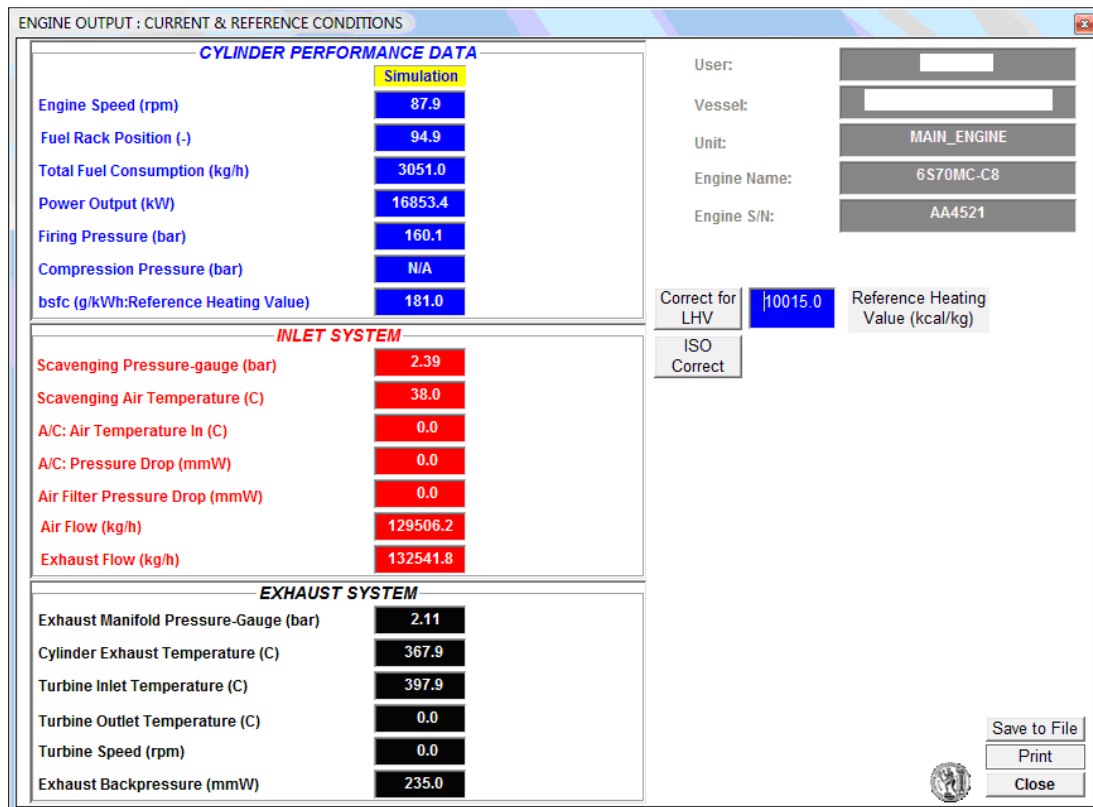 ENGINE OUTPUT : CURRENT & REFERENCE CONDITIONS
CYLINDER PERFORMANCE DATA
Simulation
Engine Speed (rpm) 87.9
Fuel Rack Position (-) 94.9
Total Fuel Consumption (kg/h) 3051.0
Power Output (kW) 16853.4
Firing Pressure (bar) 160.1
Compression Pressure (bar) N/A
bsfc (g/kWh:Reference Heating Value) 181.0
INLET SYSTEM
Scavenging Pressure-gauge (bar) 2.39
Scavenging Air Temperature (C) 38.0
A/C: Air Temperature In (C) 0.0
A/C: Pressure Drop (mmW) 0.0
Air Filter Pressure Drop (mmW) 0.0
Air Flow (kg/h) 129506.2
Exhaust Flow (kg/h) 132541.8
EXHAUST SYSTEM
Exhaust Manifold Pressure-Gauge (bar) 2.11
Cylinder Exhaust Temperature (C) 367.9
Turbine Inlet Temperature (C) 397.9
Turbine Outlet Temperature (C) 0.0
Turbine Speed (rpm) 0.0
Exhaust Backpressure (mmW) 235.0
User:
Vessel:
Unit: MAIN_ENGINE
Engine Name: 6S70MC-C8
Engine S/N: AA4521
Correct for
LHV
10015.0
Reference Heating
Value (kcal/kg)
ISO
Correct
Save to File
Print
Close